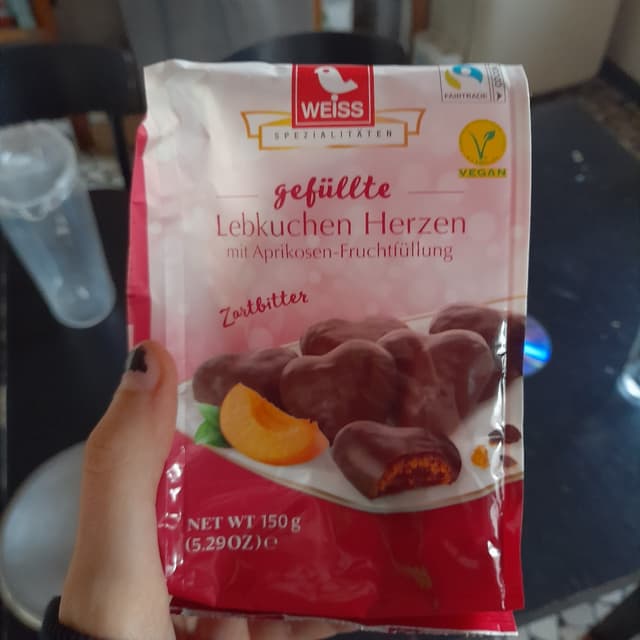 WEISS
SPEZIALITÄTEN
FAIRTRADE
VEGAN
gefüllte
Lebkuchen Herzen
mit Aprikosen-Fruchtfüllung
Zartbitter
NET WT 150g
(5.29OZ)℮